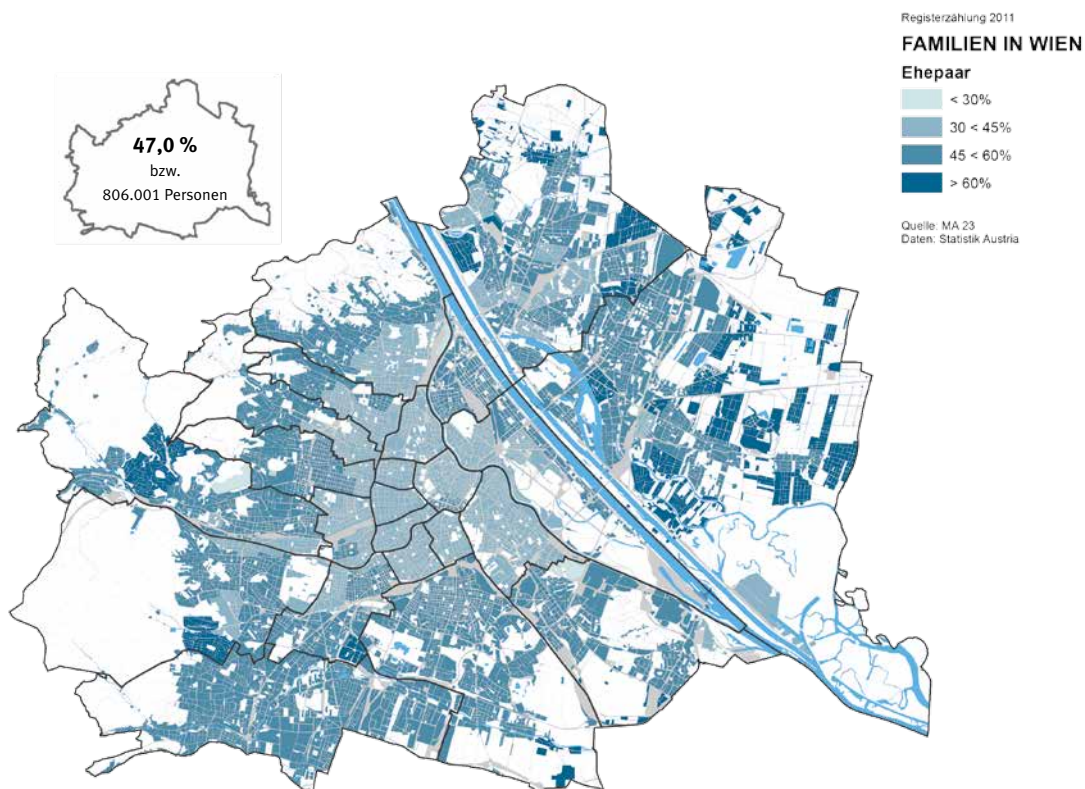 Registerzählung 2011
FAMILIEN IN WIEN
Ehepaar
< 30%
30 < 45%
45 < 60%
> 60%
Quelle: MA 23
Daten: Statistik Austria
47,0 %
bzw.
806.001 Personen